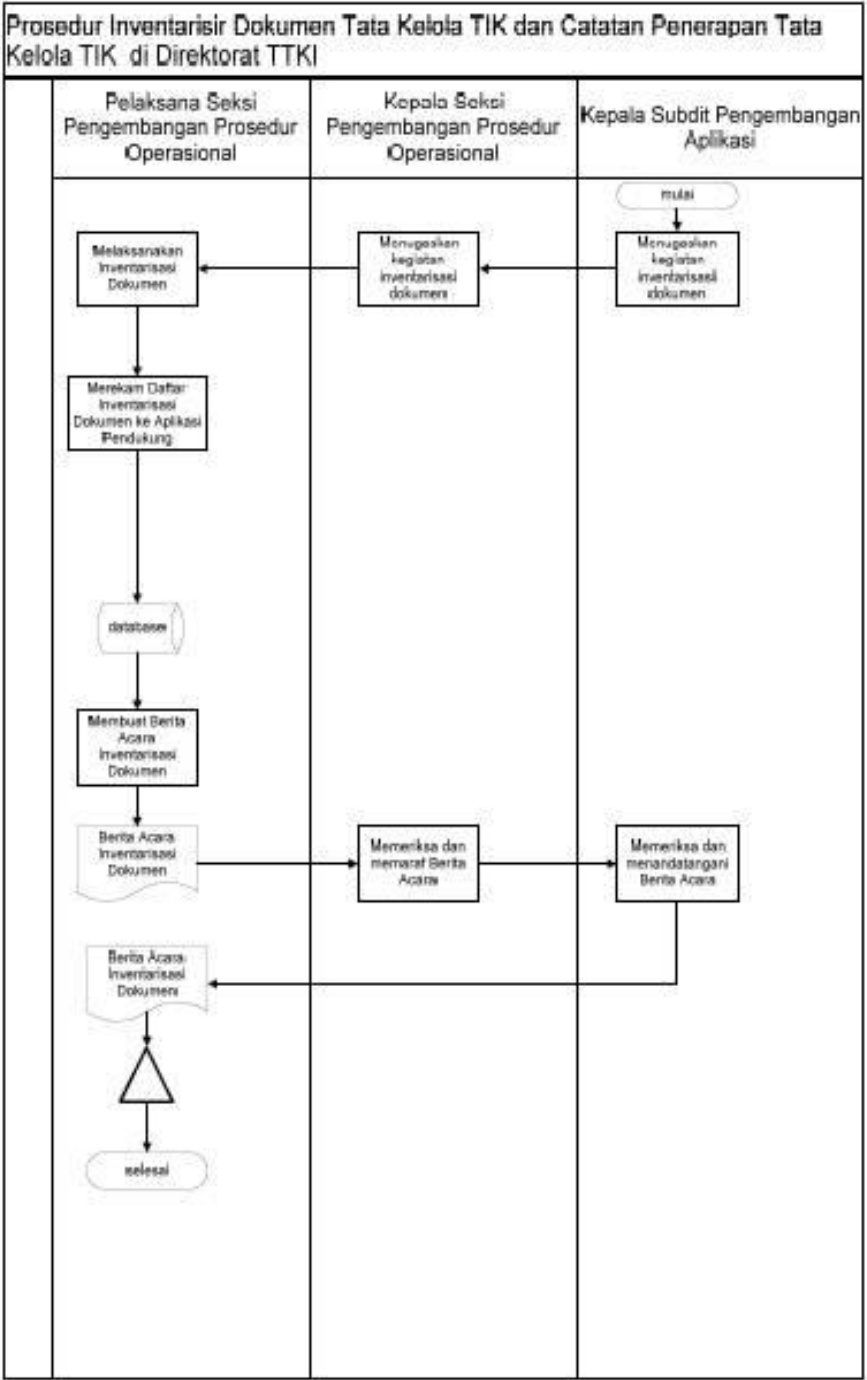 Prosedur Inventarisir Dokumen Tata Kelola TIK dan Catatan Penerapan Tata
Kelola TIK di Direktorat TTKI
Pelaksana Seksi
Pengembangan Prosedur
Operasional
Kepala Seksi
Pengembangan Prosedur
Operasional
Kepala Subdit Pengembangan
Aplikasi
mulai
Menugaskan
kegiatan
inventarisasi
dokumen
Menugaskan
kegiatan
inventarisasi
dokumen
Melaksanakan
Inventarisasi
Dokumen
Merekam Daftar
Inventarisasi
Dokumen ke Aplikasi
Pendukung
database
Membuat Berita
Acara
Inventarisasi
Dokumen
Berita Acara
Inventarisasi
Dokumen
Memeriksa dan
memaraf Berita
Acara
Memeriksa dan
menandatangani
Berita Acara
Berita Acara
Inventarisasi
Dokumen
selesai